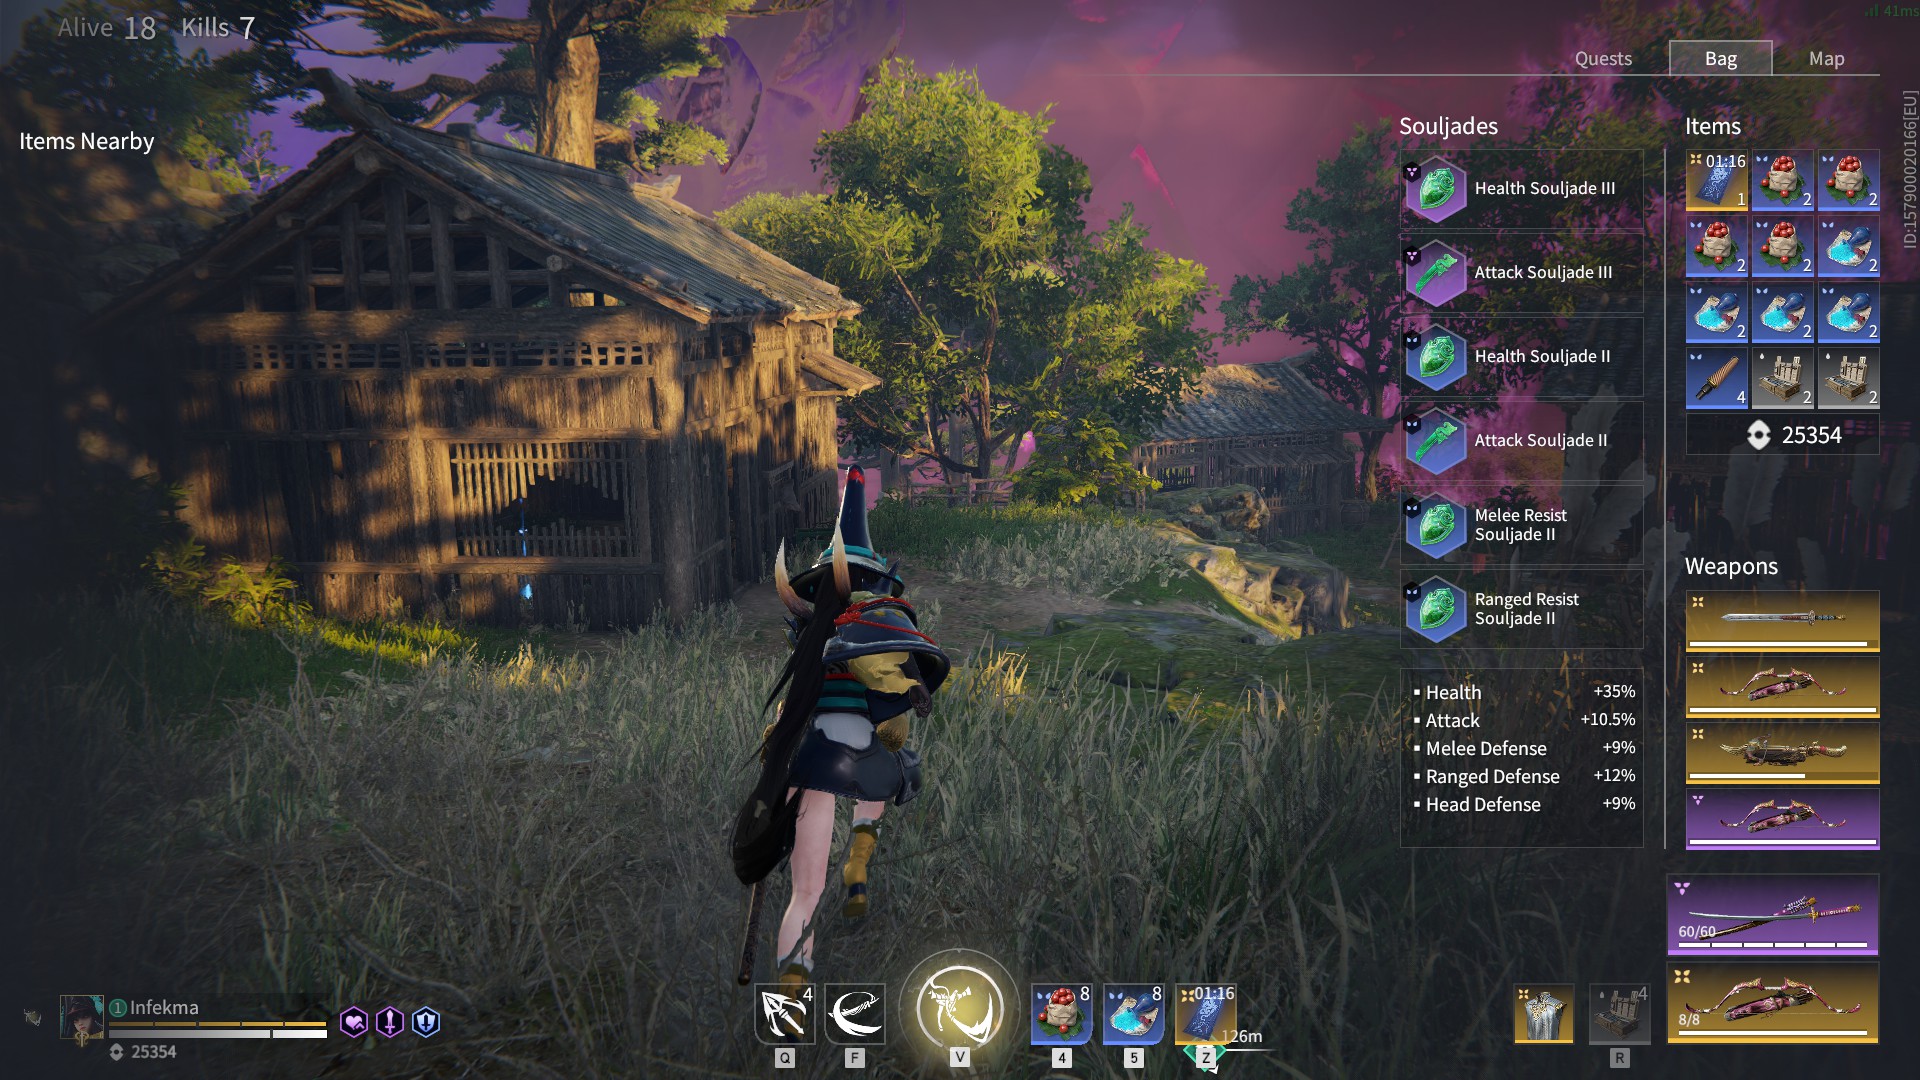 Alive 18 Kills 7
41ms
Quests Bag Map
ID:1579000020166[EU]
Items Nearby
Souljades
Health Souljade III
Attack Souljade III
Health Souljade II
Attack Souljade II
Melee Resist
Souljade II
Ranged Resist
Souljade II
Health +35%
Attack +10.5%
Melee Defense +9%
Ranged Defense +12%
Head Defense +9%
Items
01:16
1 2 2
2 2 2
2 2 2
4 2 2
25354
Weapons
60/60
8/8
1 Infekma
25354
4 8 8 01:16 4
126m
Q F V 4 5 Z R